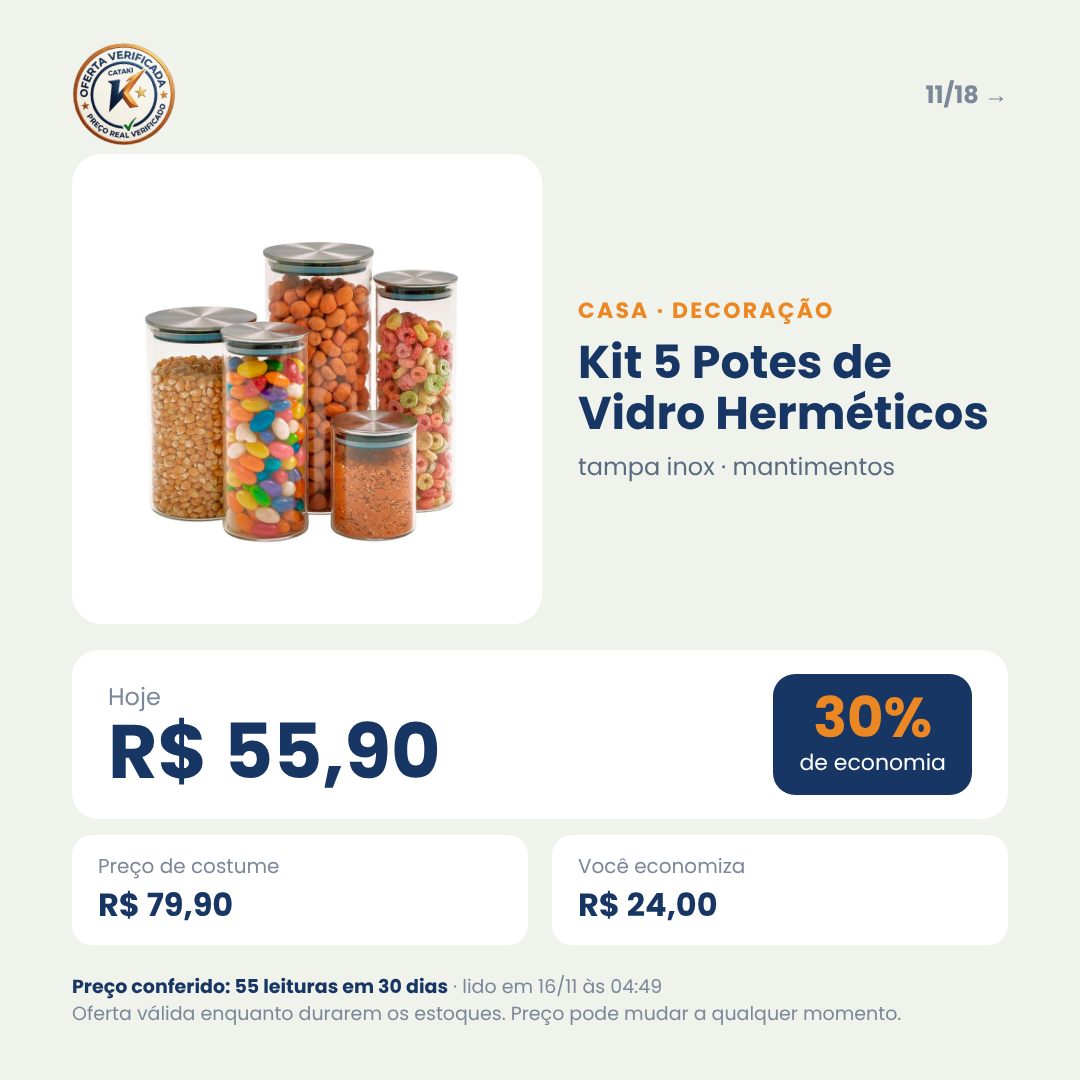 OFERTA VERIFICADA
CATAKI
K
PREÇO REAL VERIFICADO
11/18 →
CASA · DECORAÇÃO
Kit 5 Potes de
Vidro Herméticos
tampa inox · mantimentos
Hoje
R$ 55,90
30%
de economia
Preço de costume
R$ 79,90
Você economiza
R$ 24,00
Preço conferido: 55 leituras em 30 dias · lido em 16/11 às 04:49
Oferta válida enquanto durarem os estoques. Preço pode mudar a qualquer momento.